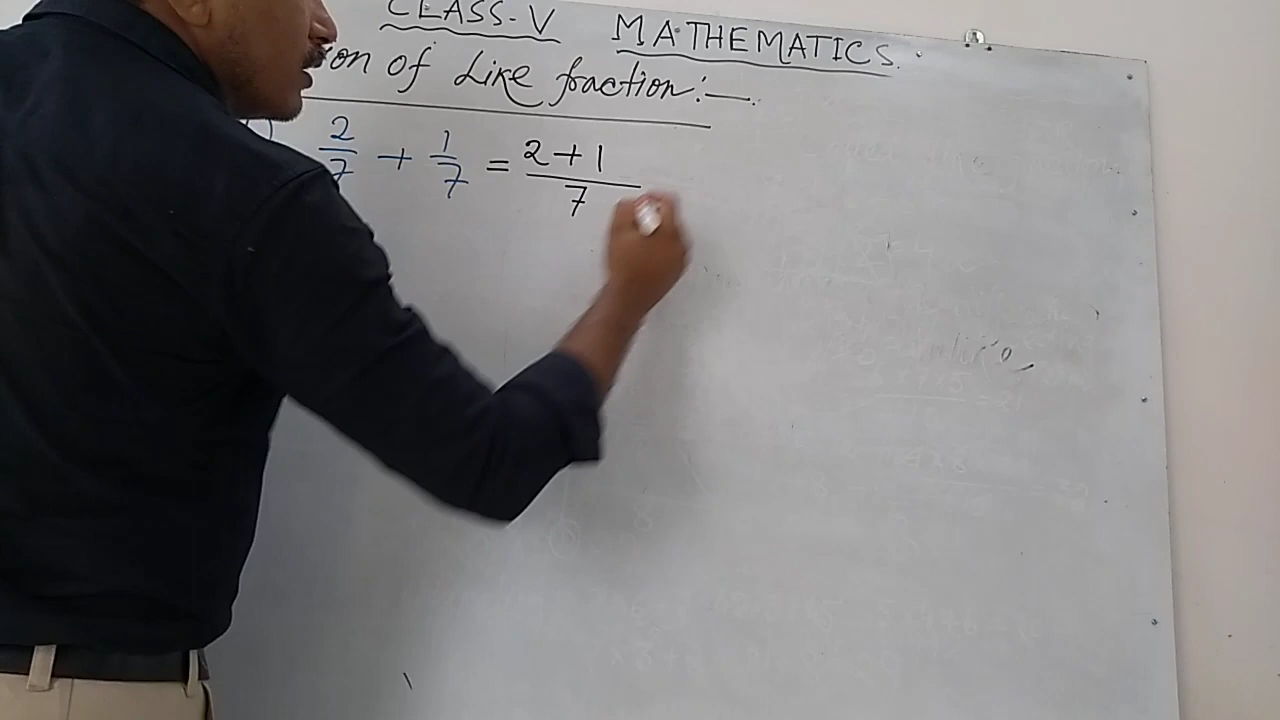 CLASS-V MATHEMATICS.
on of Like fraction:—.
) 2/7 + 1/7 = 2+1/7